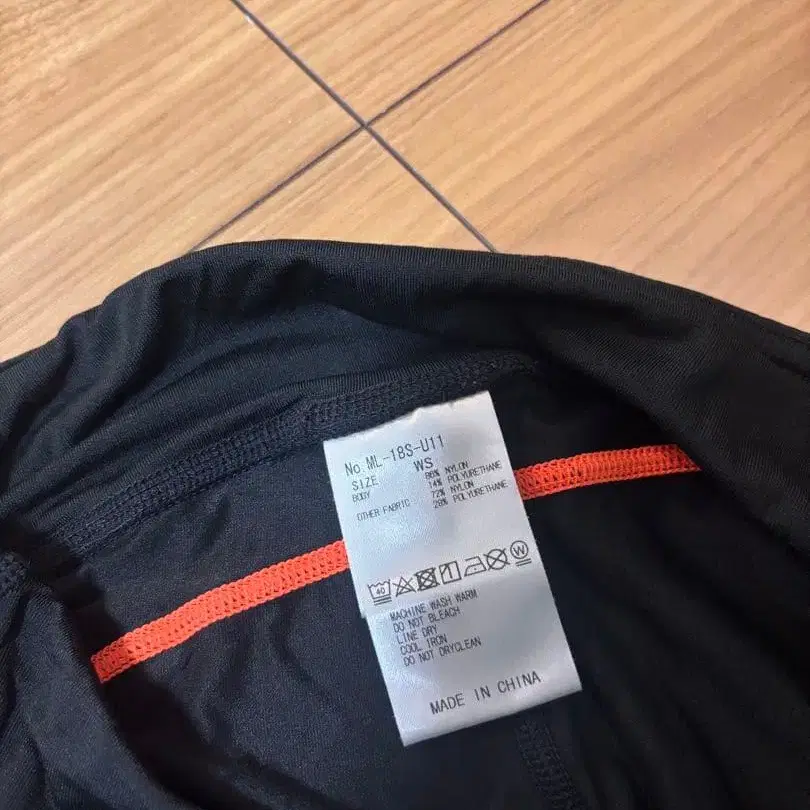 No.ML-18S-U11
SIZE WS
BODY 86% NYLON
14% POLYURETHANE
OTHER FABRIC 72% NYLON
28% POLYURETHANE
40
W
MACHINE WASH WARM
DO NOT BLEACH
LINE DRY
COOL IRON
DO NOT DRYCLEAN
MADE IN CHINA